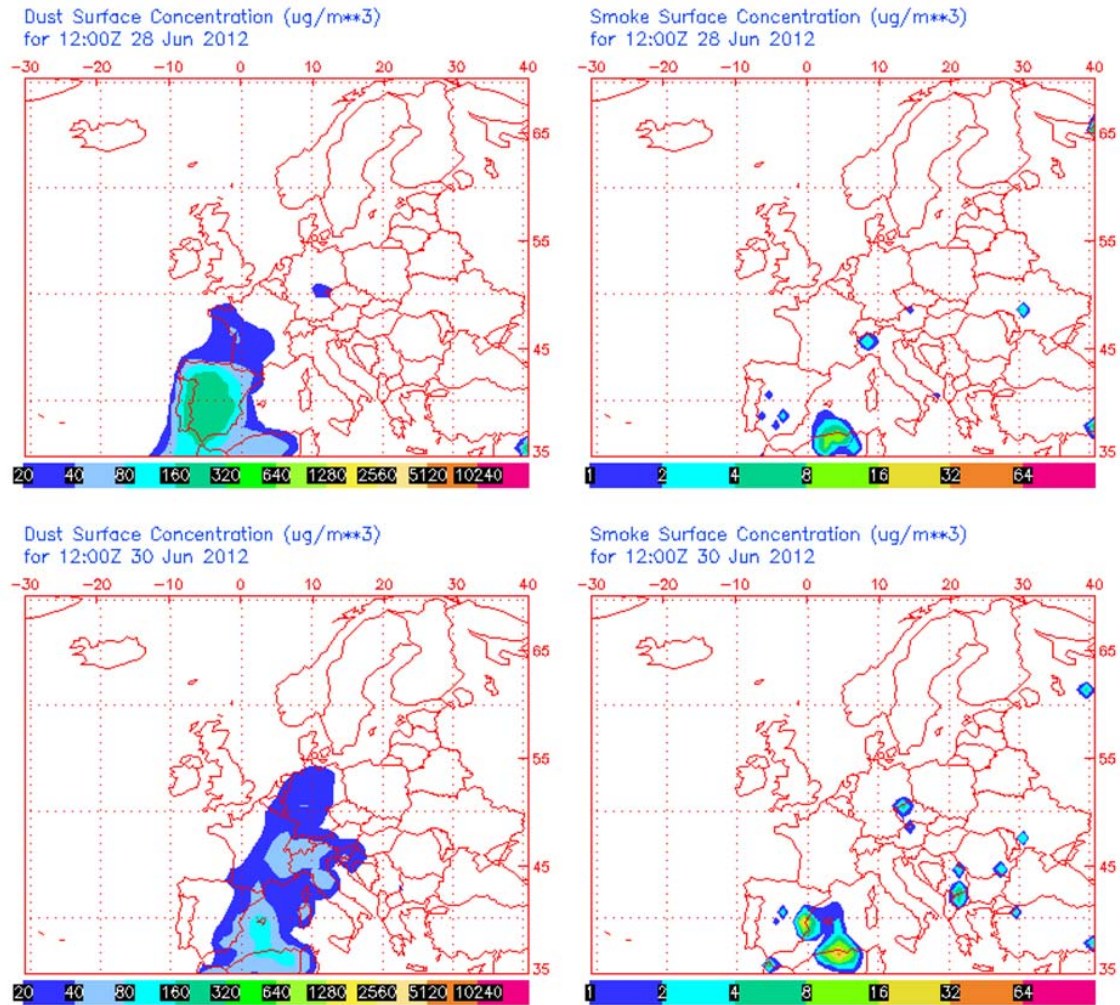 Dust Surface Concentration (ug/m**3)
for 12:00Z 28 Jun 2012
-30 -20 -10 0 10 20 30 40
65
55
45
35
20 40 80 160 320 640 1280 2560 5120 10240
Smoke Surface Concentration (ug/m**3)
for 12:00Z 28 Jun 2012
-30 -20 -10 0 10 20 30 40
65
55
45
35
1 2 4 8 16 32 64
Dust Surface Concentration (ug/m**3)
for 12:00Z 30 Jun 2012
-30 -20 -10 0 10 20 30 40
65
55
45
35
20 40 80 160 320 640 1280 2560 5120 10240
Smoke Surface Concentration (ug/m**3)
for 12:00Z 30 Jun 2012
-30 -20 -10 0 10 20 30 40
65
55
45
35
1 2 4 8 16 32 64